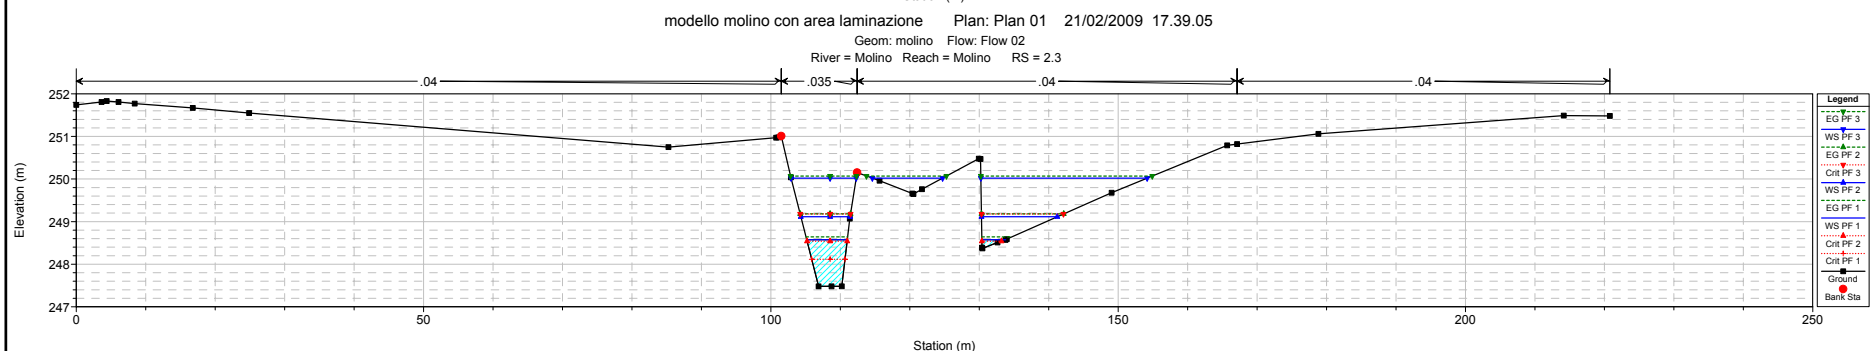 modello molino con area laminazione Plan: Plan 01 21/02/2009 17.39.05
Geom: molino Flow: Flow 02
River = Molino Reach = Molino RS = 2.3
.04 .035 .04 .04
Elevation (m)
252
251
250
249
248
247
0 50 100 150 200 250
Station (m)
Legend
EG PF 3
WS PF 3
EG PF 2
Crit PF 3
WS PF 2
EG PF 1
WS PF 1
Crit PF 2
Crit PF 1
Ground
Bank Sta